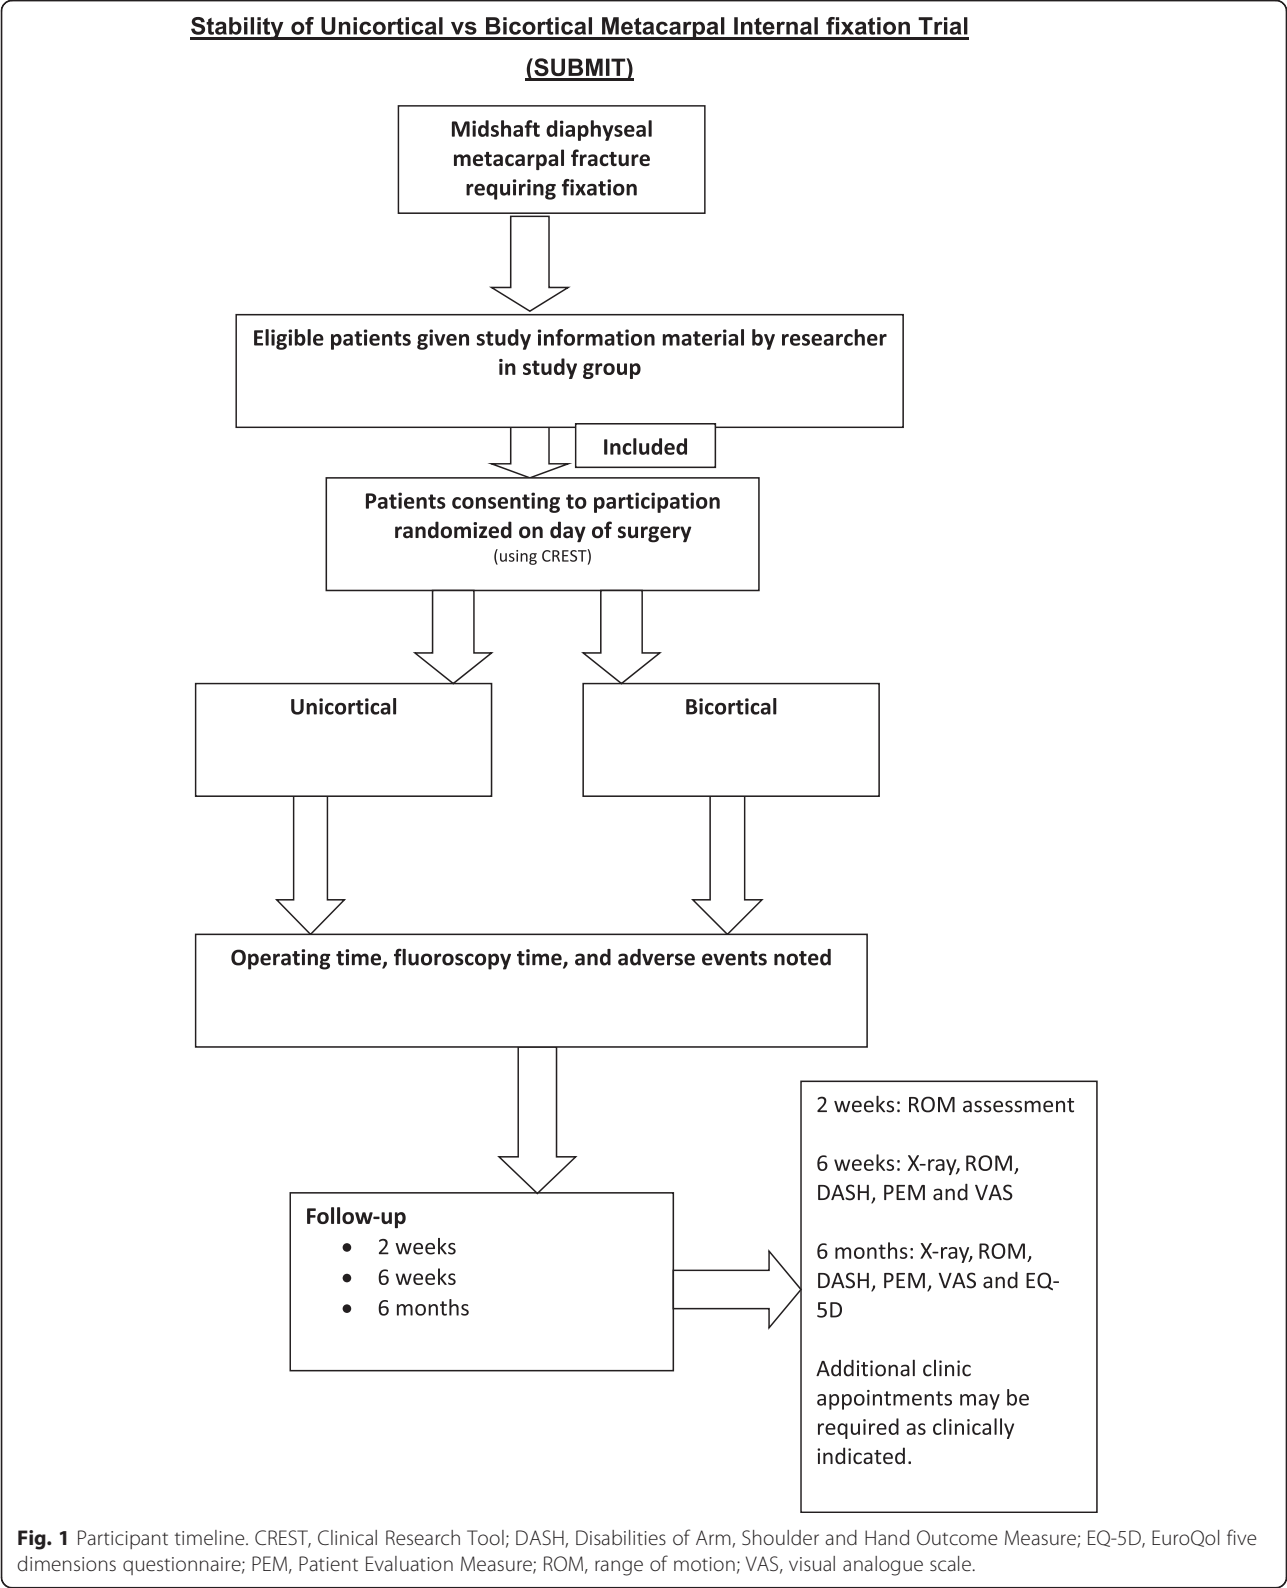 Stability of Unicortical vs Bicortical Metacarpal Internal fixation Trial
(SUBMIT)
Midshaft diaphyseal
metacarpal fracture
requiring fixation
Eligible patients given study information material by researcher
in study group
Included
Patients consenting to participation
randomized on day of surgery
(using CREST)
Unicortical
Bicortical
Operating time, fluoroscopy time, and adverse events noted
Follow-up
• 2 weeks
• 6 weeks
• 6 months
2 weeks: ROM assessment
6 weeks: X-ray, ROM,
DASH, PEM and VAS
6 months: X-ray, ROM,
DASH, PEM, VAS and EQ-
5D
Additional clinic
appointments may be
required as clinically
indicated.
Fig. 1 Participant timeline. CREST, Clinical Research Tool; DASH, Disabilities of Arm, Shoulder and Hand Outcome Measure; EQ-5D, EuroQol five
dimensions questionnaire; PEM, Patient Evaluation Measure; ROM, range of motion; VAS, visual analogue scale.